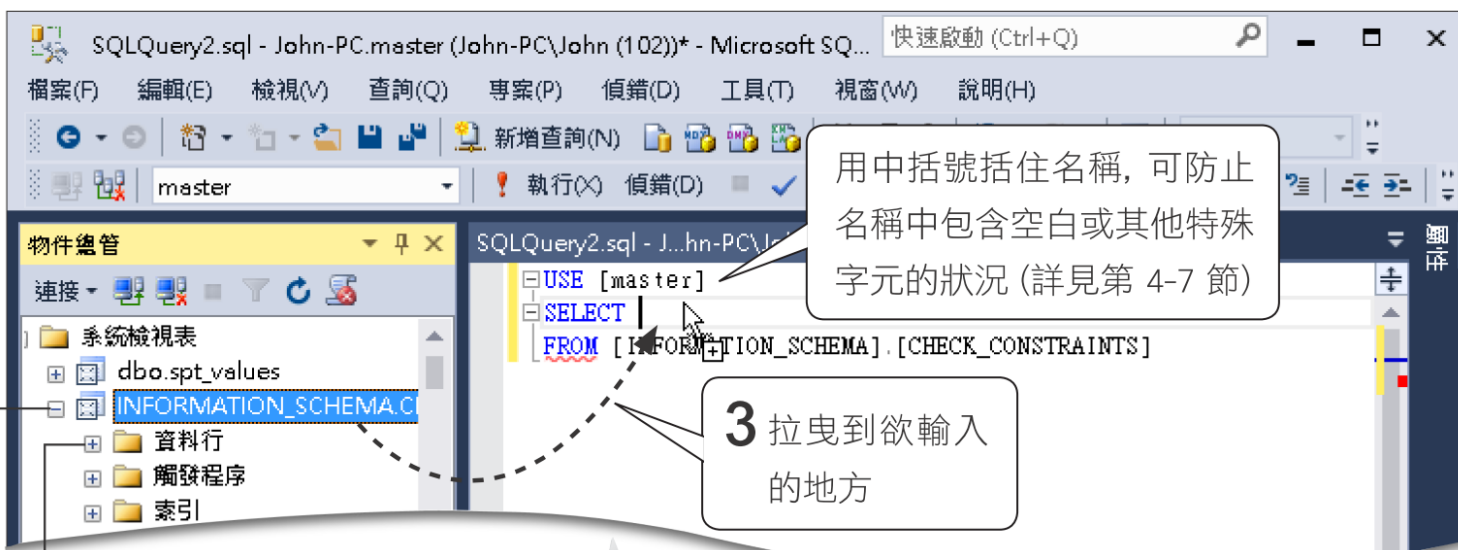 SQLQuery2.sql - John-PC.master (John-PC\John (102))* - Microsoft SQ...
快速啟動 (Ctrl+Q)
檔案(F) 編輯(E) 檢視(V) 查詢(Q) 專案(P) 偵錯(D) 工具(T) 視窗(W) 說明(H)
新增查詢(N)
master
執行(X) 偵錯(D)
用中括號括住名稱, 可防止
名稱中包含空白或其他特殊
字元的狀況 (詳見第 4-7 節)
物件總管
連接
系統檢視表
dbo.spt_values
INFORMATION_SCHEMA.C
資料行
觸發程序
索引
SQLQuery2.sql - J...hn-PC\J
USE [master]
SELECT
FROM [INFORMATION_SCHEMA].[CHECK_CONSTRAINTS]
3 拉曳到欲輸入
的地方
屬性